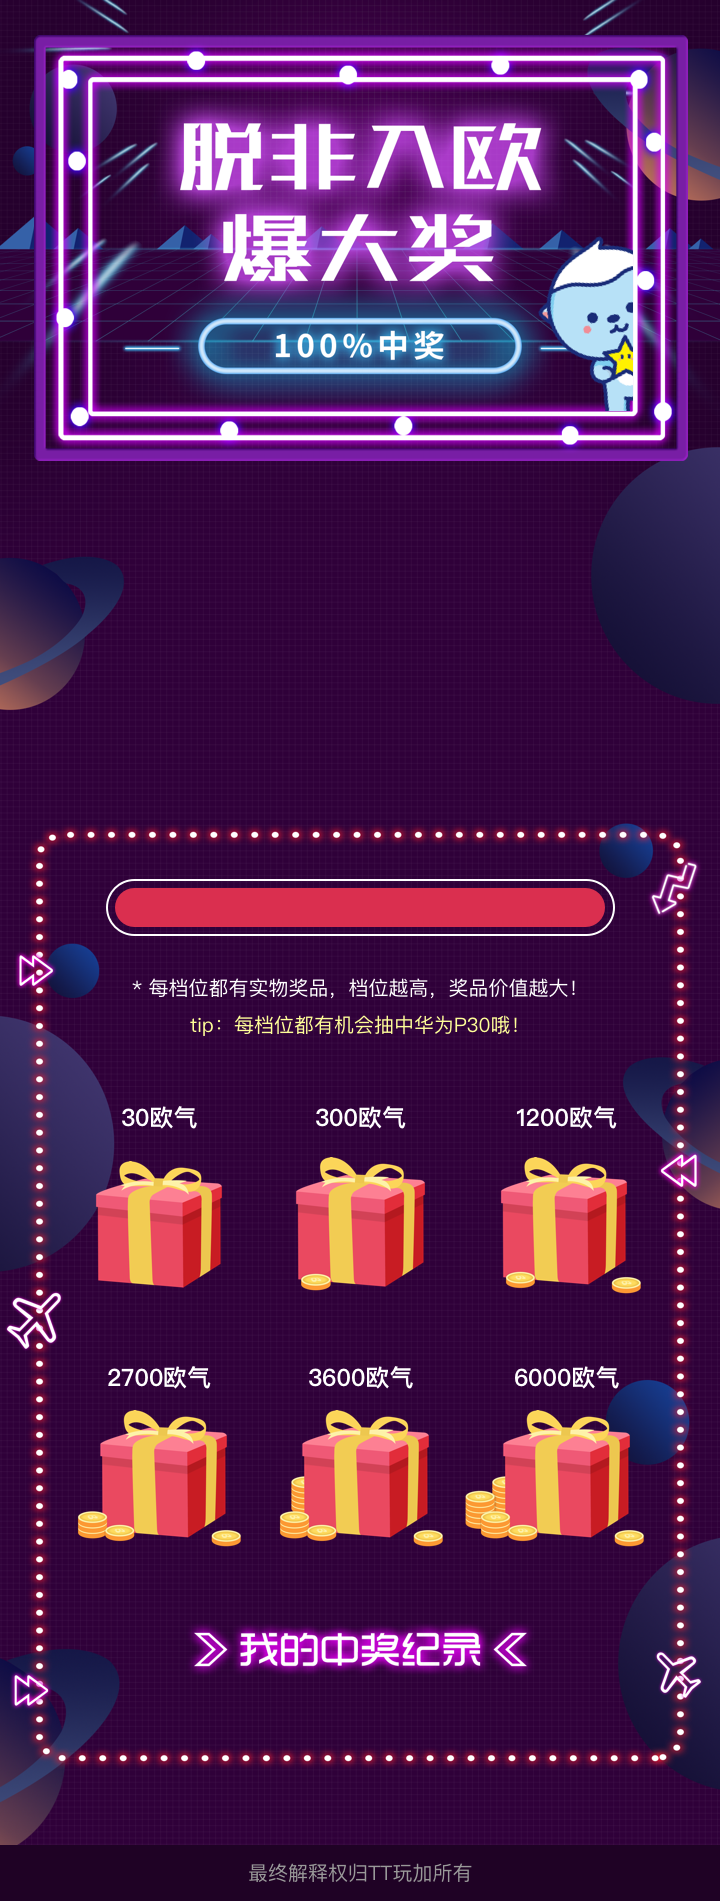 脱非入欧
爆大奖
100%中奖
* 每档位都有实物奖品，档位越高，奖品价值越大！
tip：每档位都有机会抽中华为P30哦！
30欧气
300欧气
1200欧气
2700欧气
3600欧气
6000欧气
我的中奖纪录
最终解释权归TT玩加所有